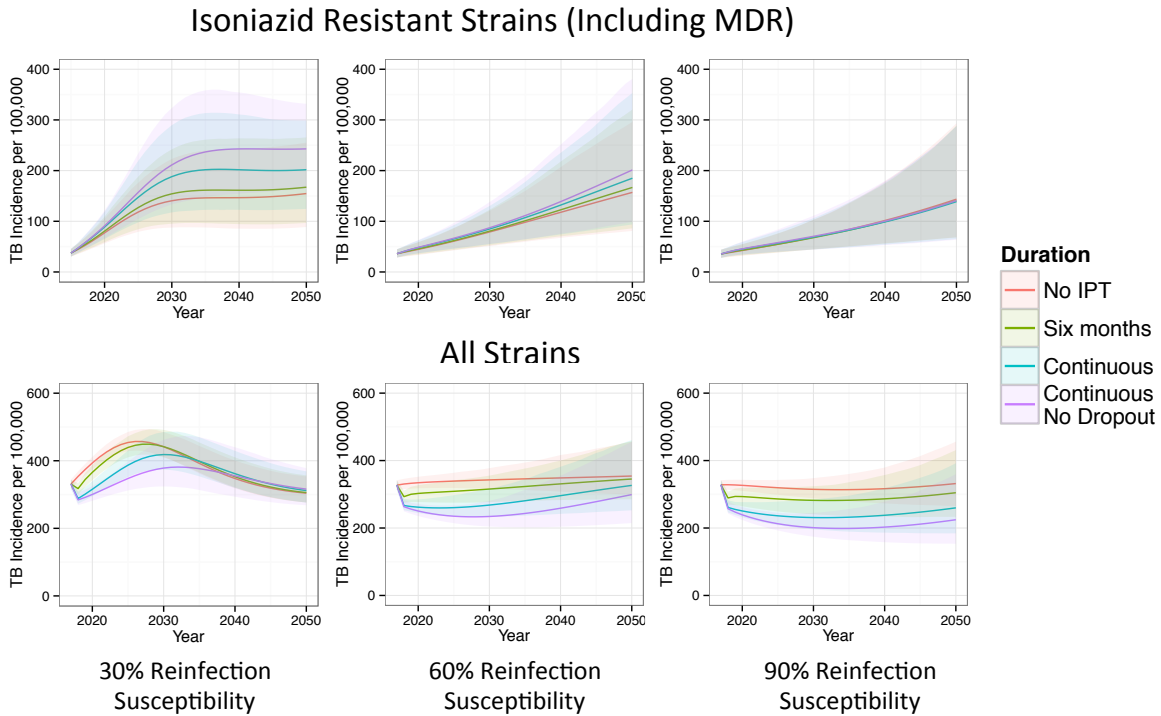 Isoniazid Resistant Strains (Including MDR)
TB Incidence per 100,000
400
300
200
100
0
2020
2030
2040
2050
Year
TB Incidence per 100,000
400
300
200
100
0
2020
2030
2040
2050
Year
TB Incidence per 100,000
400
300
200
100
0
2020
2030
2040
2050
Year
All Strains
TB Incidence per 100,000
600
400
200
0
2020
2030
2040
2050
Year
TB Incidence per 100,000
600
400
200
0
2020
2030
2040
2050
Year
TB Incidence per 100,000
600
400
200
0
2020
2030
2040
2050
Year
30% Reinfection
Susceptibility
60% Reinfection
Susceptibility
90% Reinfection
Susceptibility
Duration
No IPT
Six months
Continuous
Continuous
No Dropout